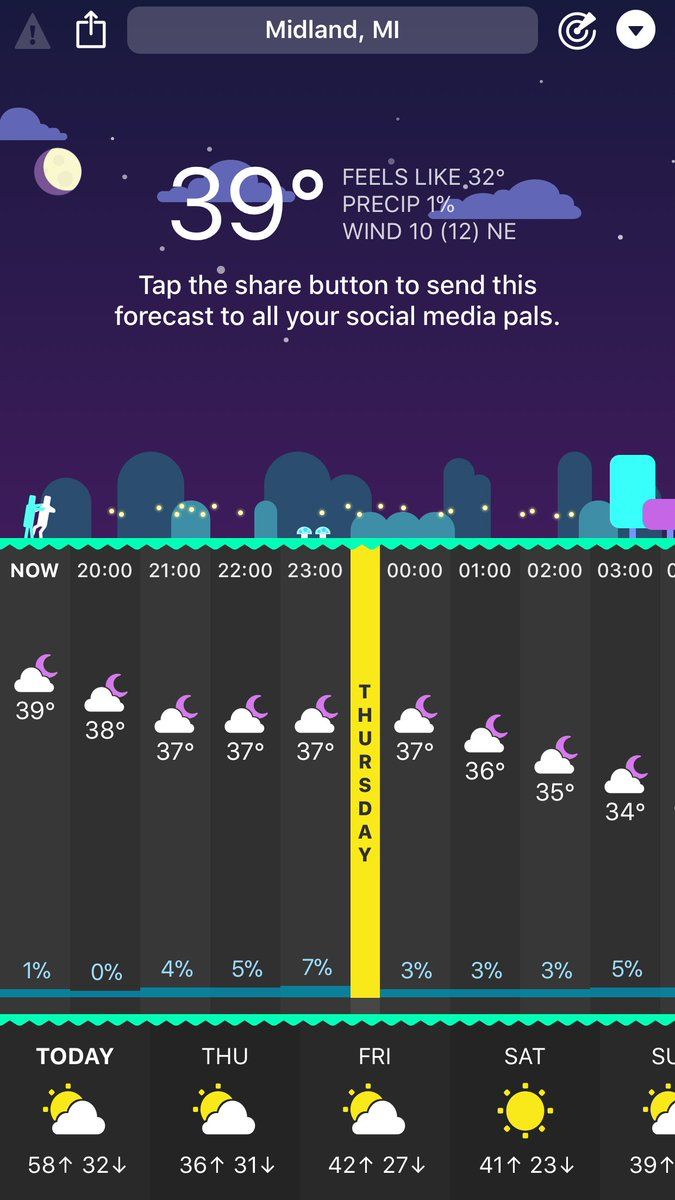 Midland, MI
39°
FEELS LIKE 32°
PRECIP 1%
WIND 10 (12) NE
Tap the share button to send this
forecast to all your social media pals.
NOW 20:00 21:00 22:00 23:00 00:00 01:00 02:00 03:00
THURSDAY
39° 38° 37° 37° 37° 37° 36° 35° 34°
1% 0% 4% 5% 7% 3% 3% 3% 5%
TODAY THU FRI SAT
58↑ 32↓ 36↑ 31↓ 42↑ 27↓ 41↑ 23↓ 39↑